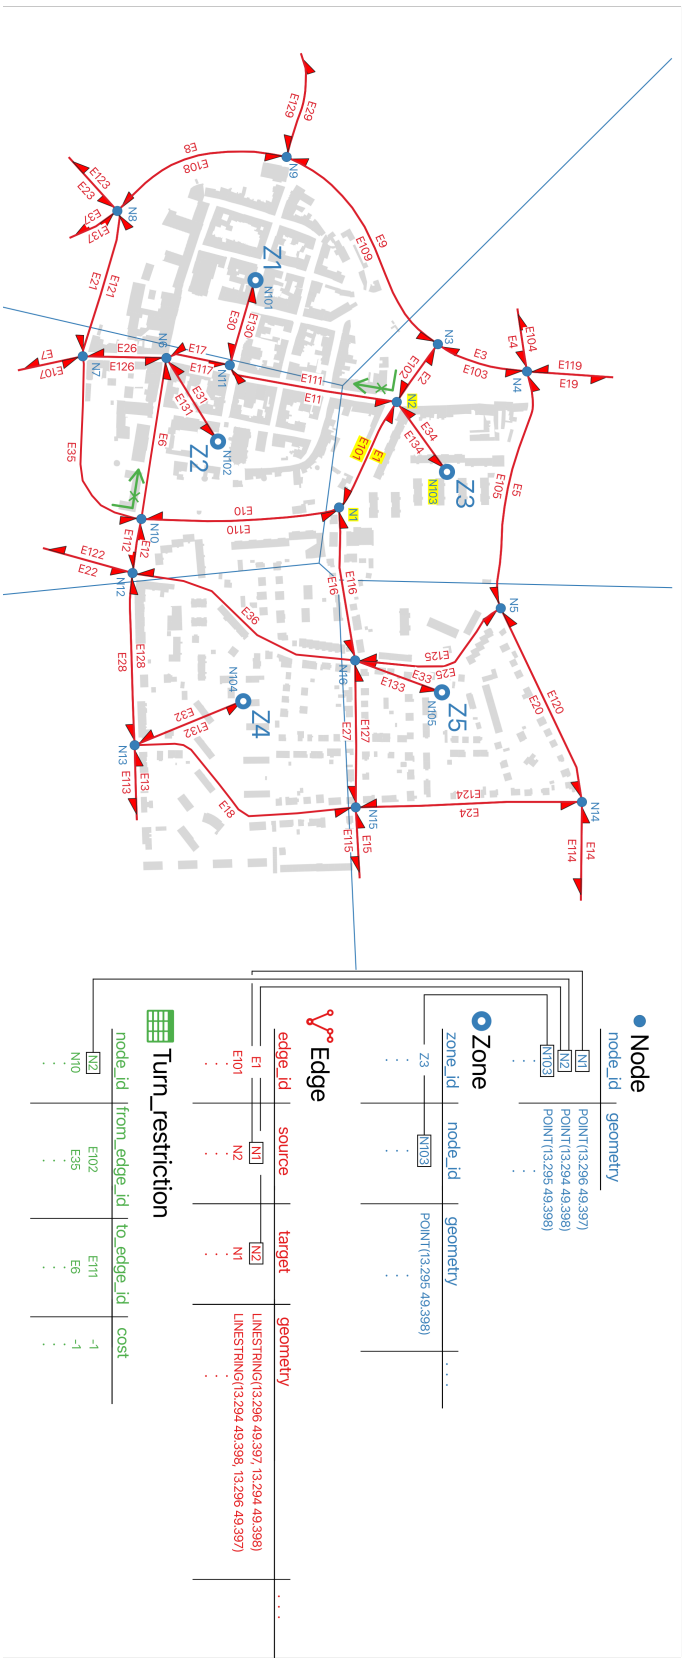 E29
E129
E8
E108
N9
E123
E23
E37
E137
N8
E9
E109
Z1
N101
E21
E121
E30
E130
N3
E3
E103
E4
E104
N4
E119
E19
E7
E107
E26
E126
N7
N6
E17
E117
N11
E111
E11
E102
E2
N2
E31
E131
Z2
N102
E34
E134
Z3
N103
E1
E101
E5
E105
E35
E6
N10
E10
E110
N1
E112
E12
E122
E22
N12
E36
E116
E16
N5
E125
E25
E33
E133
N16
N105
Z5
E120
E20
N104
Z4
E32
E132
E28
E128
N13
E13
E113
E18
E27
E127
N15
E115
E15
E124
E24
N14
E14
E114
Node
node_id geometry
N1 POINT(13.296 49.397)
N2 POINT(13.294 49.398)
N103 POINT(13.295 49.398)
. . . . . .
Zone
zone_id node_id geometry . . .
Z3 N103 POINT(13.295 49.398)
. . . . . . . . .
Edge
edge_id source target geometry . . .
E1 N1 N2 LINESTRING(13.296 49.397, 13.294 49.398)
E101 N2 N1 LINESTRING(13.294 49.398, 13.296 49.397)
. . . . . . . . . . . .
Turn_restriction
node_id from_edge_id to_edge_id cost
N2 E102 E111 -1
N10 E35 E6 -1
. . . . . . . . . . . .